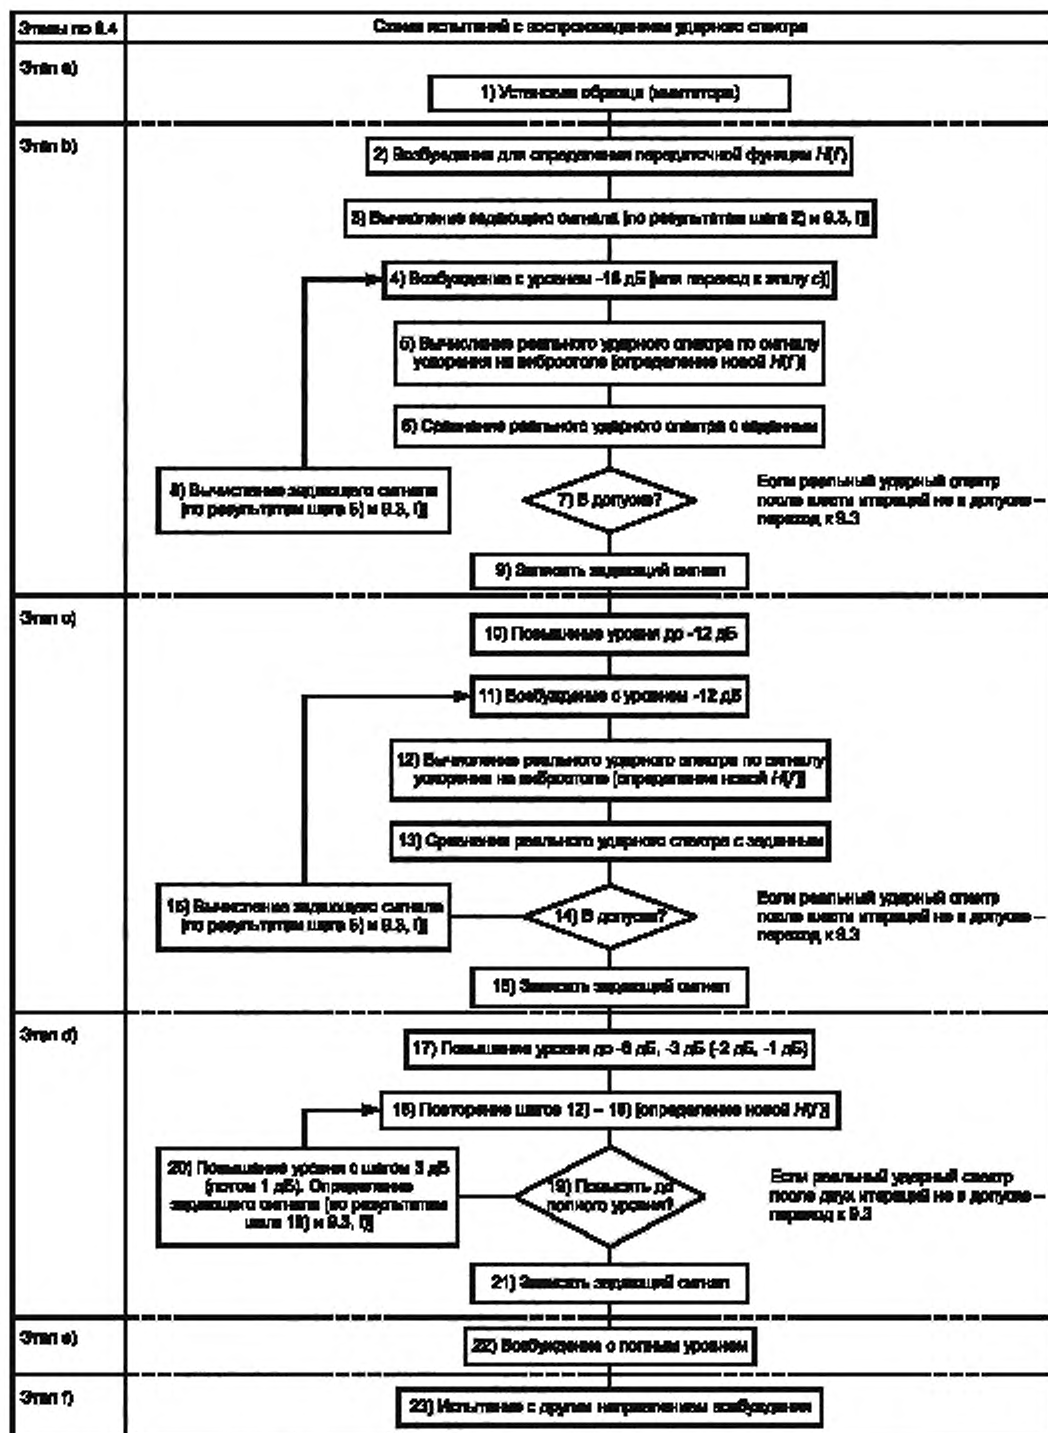 Этапы по 9.4
Схема испытаний с воспроизведением ударного спектра
Этап a)
1) Установка образца (имитатора)
Этап b)
2) Возбуждение для определения передаточной функции H(f)
3) Вычисление задающего сигнала [по результатам шага 2) и 9.3, f)]
4) Возбуждение с уровнем -18 дБ [или переход к этапу c)]
5) Вычисление реального ударного спектра по сигналу
ускорения на вибростоле [определение новой H(f)]
6) Сравнение реального ударного спектра с заданным
8) Вычисление задающего сигнала
[по результатам шага 5) и 9.3, f)]
7) В допуске?
Если реальный ударный спектр
после шести итераций не в допуске –
переход к 9.3
9) Записать задающий сигнал
Этап c)
10) Повышение уровня до -12 дБ
11) Возбуждение с уровнем -12 дБ
12) Вычисление реального ударного спектра по сигналу
ускорения на вибростоле [определение новой H(f)]
13) Сравнение реального ударного спектра с заданным
15) Вычисление задающего сигнала
[по результатам шага 5) и 9.3, f)]
14) В допуске?
Если реальный ударный спектр
после шести итераций не в допуске –
переход к 9.3
16) Записать задающий сигнал
Этап d)
17) Повышение уровня до -6 дБ, -3 дБ (-2 дБ, -1 дБ)
18) Повторение шагов 12) – 16) [определение новой H(f)]
20) Повышение уровня с шагом 3 дБ
(потом 1 дБ). Определение
задающего сигнала [по результатам
шага 18) и 9.3, f)]
19) Повысить до
полного уровня?
Если реальный ударный спектр
после двух итераций не в допуске –
переход к 9.3
21) Записать задающий сигнал
Этап e)
22) Возбуждение с полным уровнем
Этап f)
23) Испытание с другим направлением возбуждения